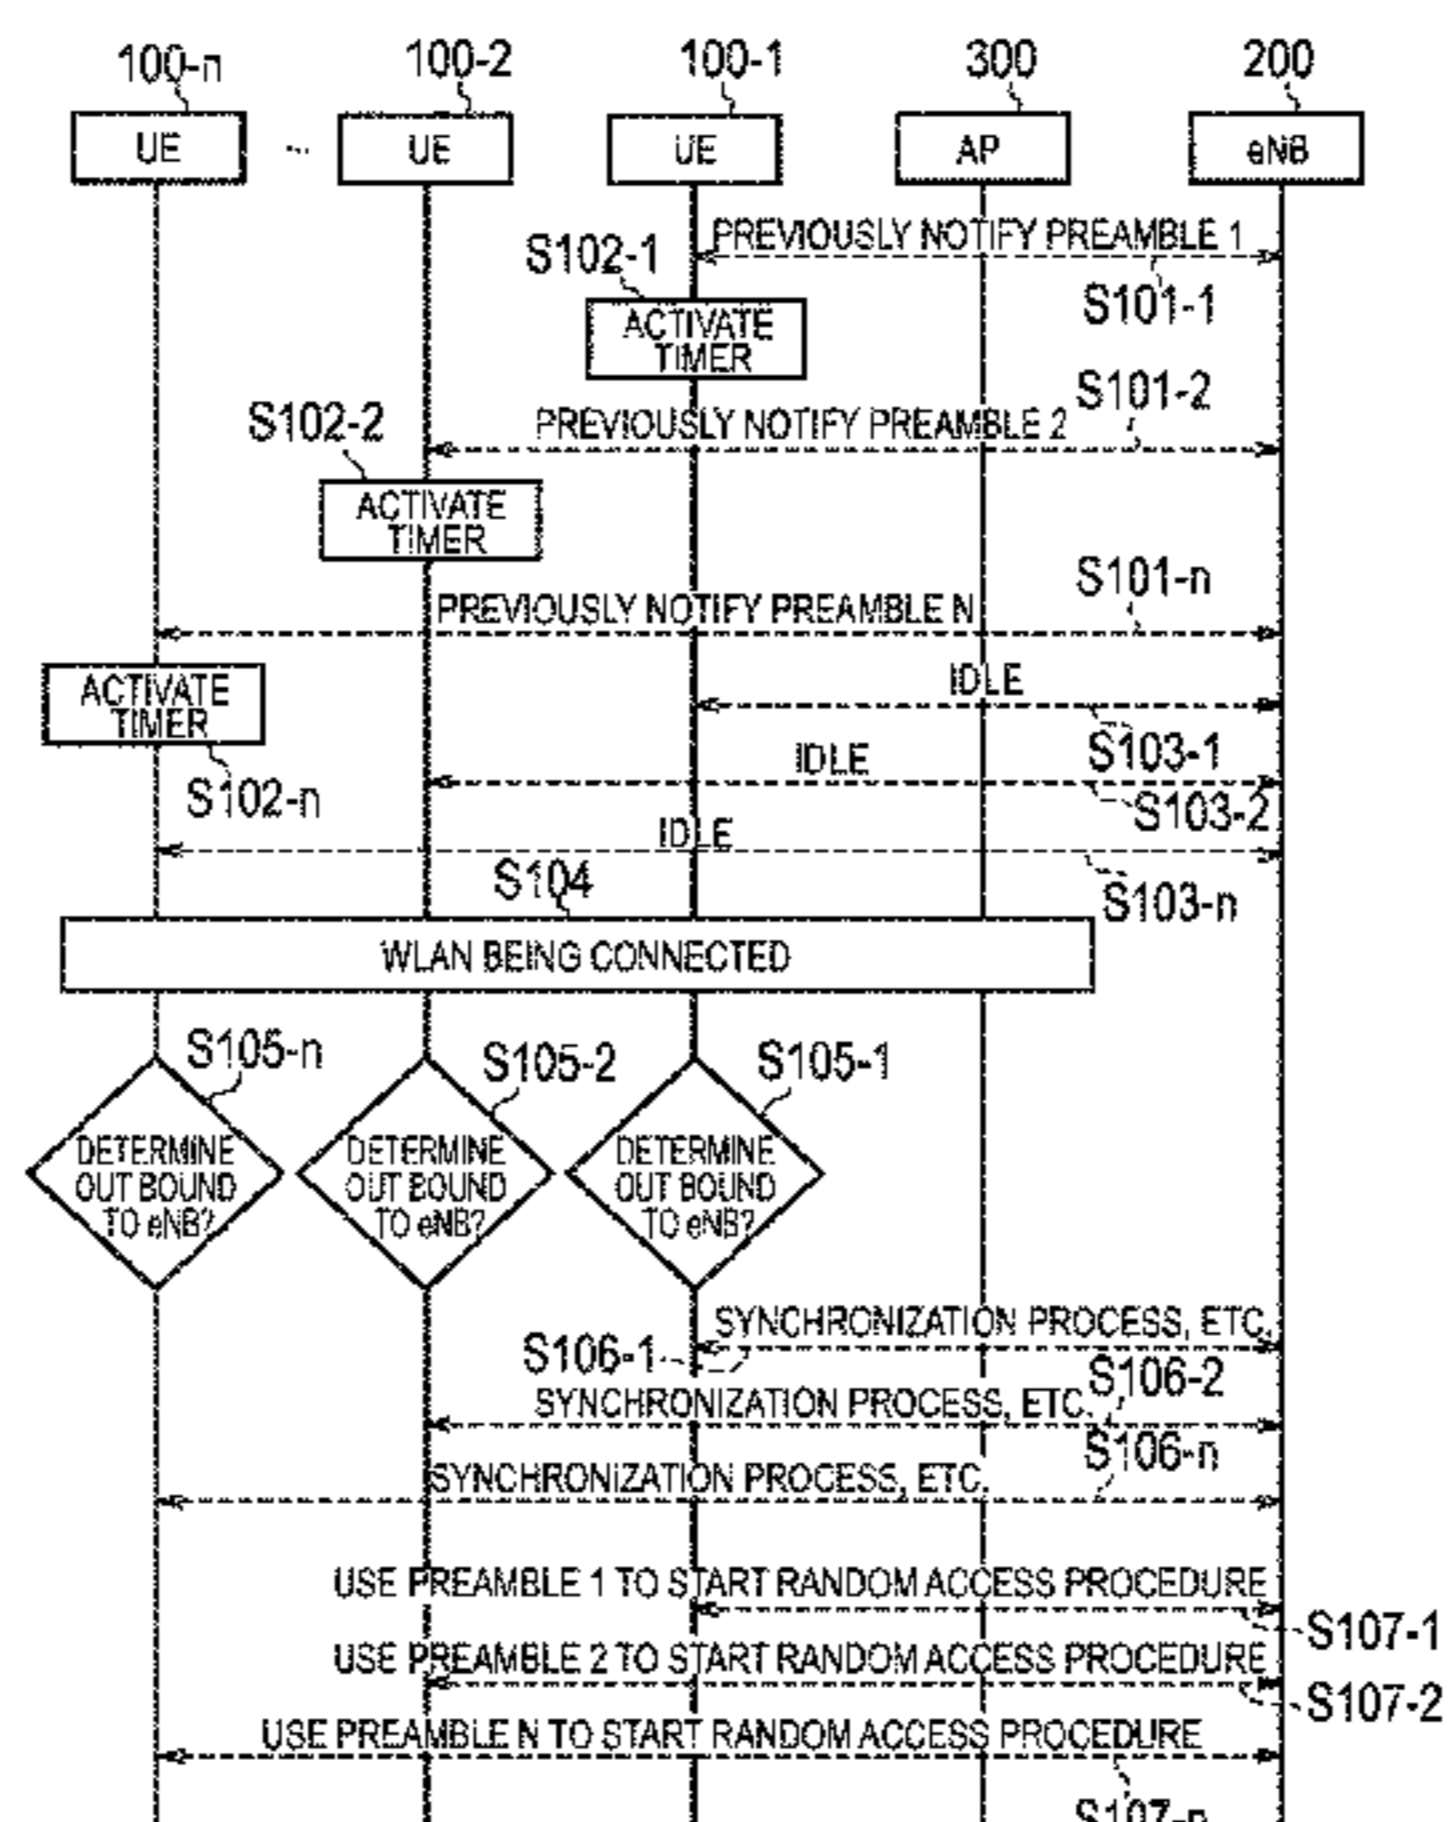 100-n 100-2 100-1 300 200
UE ... UE UE AP eNB
PREVIOUSLY NOTIFY PREAMBLE 1
S102-1
S101-1
ACTIVATE
TIMER
S101-2
S102-2
PREVIOUSLY NOTIFY PREAMBLE 2
ACTIVATE
TIMER
S101-n
PREVIOUSLY NOTIFY PREAMBLE N
ACTIVATE
TIMER
IDLE
S103-1
IDLE
S102-n
S103-2
IDLE
S104
S103-n
WLAN BEING CONNECTED
S105-n S105-2 S105-1
DETERMINE
OUT BOUND
TO eNB?
DETERMINE
OUT BOUND
TO eNB?
DETERMINE
OUT BOUND
TO eNB?
SYNCHRONIZATION PROCESS, ETC.
S106-1
S106-2
SYNCHRONIZATION PROCESS, ETC.
S106-n
SYNCHRONIZATION PROCESS, ETC.
USE PREAMBLE 1 TO START RANDOM ACCESS PROCEDURE
S107-1
USE PREAMBLE 2 TO START RANDOM ACCESS PROCEDURE
S107-2
USE PREAMBLE N TO START RANDOM ACCESS PROCEDURE
S107-n